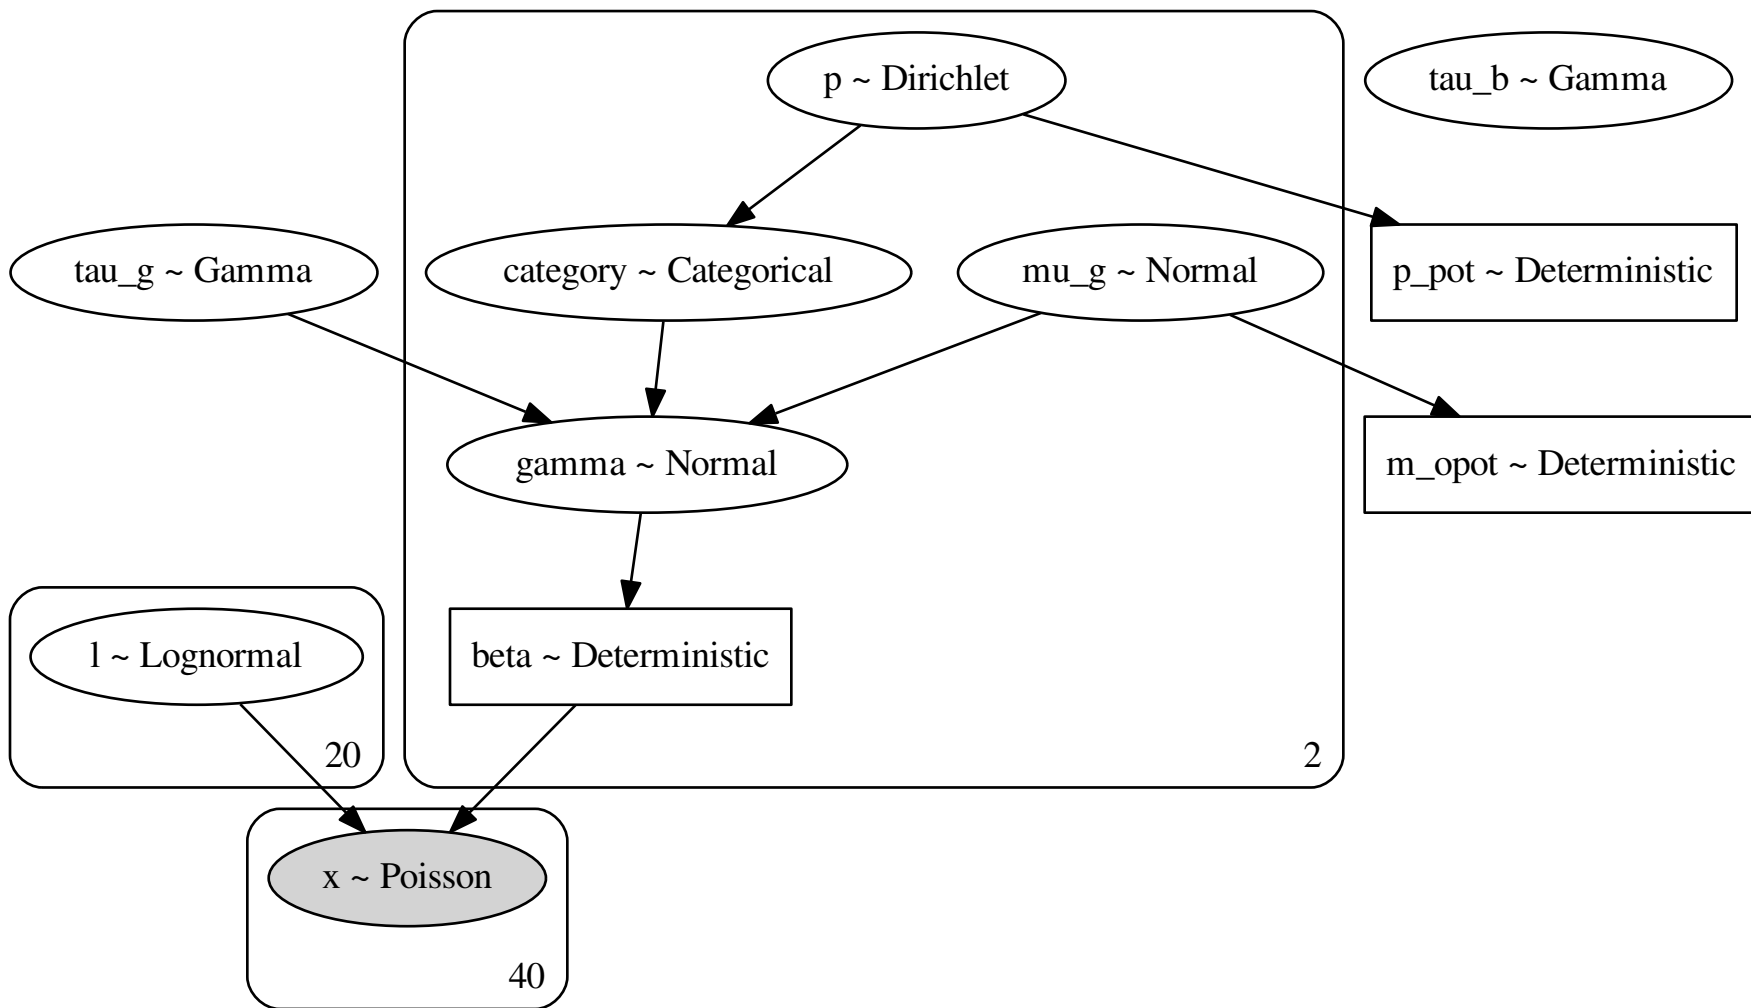 p ~ Dirichlet
tau_b ~ Gamma
tau_g ~ Gamma
category ~ Categorical
mu_g ~ Normal
p_pot ~ Deterministic
gamma ~ Normal
m_opot ~ Deterministic
l ~ Lognormal
beta ~ Deterministic
20
2
x ~ Poisson
40